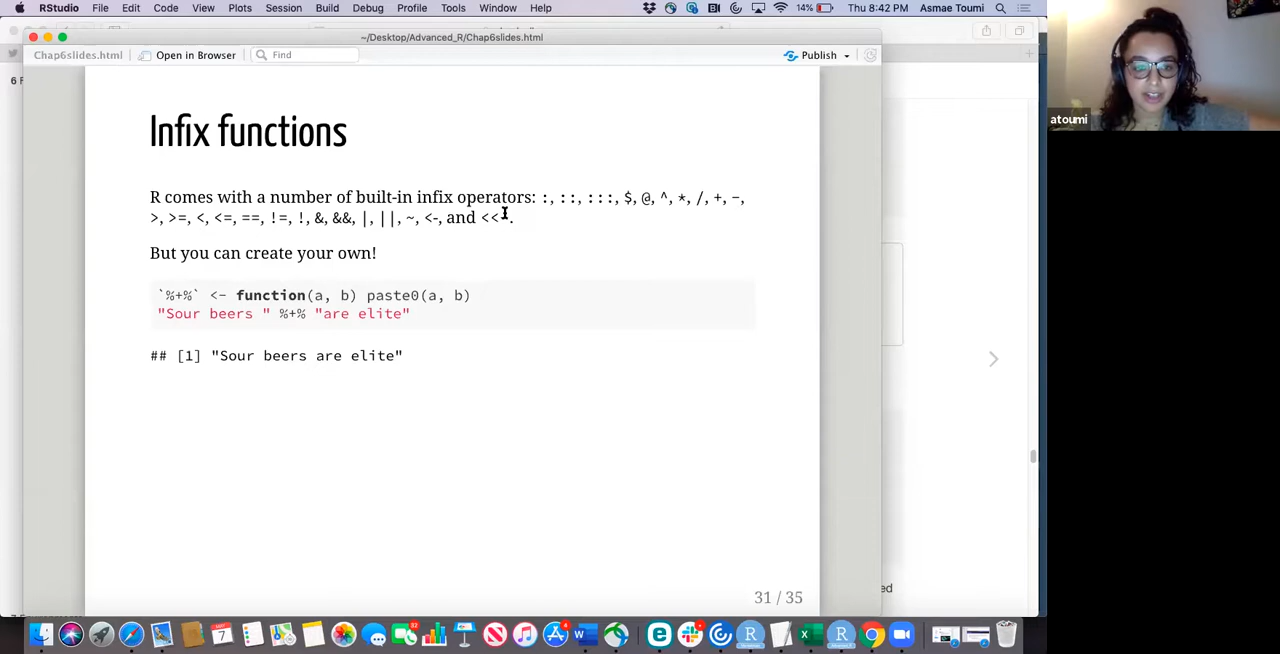 RStudio File Edit Code View Plots Session Build Debug Profile Tools Window Help 14% Thu 8:42 PM Asmae Toumi
~/Desktop/Advanced_R/Chap6slides.html
Chap6slides.html Open in Browser Find Publish
6 F
atoumi
Infix functions
R comes with a number of built-in infix operators: :, ::, :::, $, @, ^, *, /, +, -,
>, >=, <, <=, ==, !=, !, &, &&, |, ||, ~, <-, and <<-.
But you can create your own!
`%+%` <- function(a, b) paste0(a, b)
"Sour beers " %+% "are elite"
## [1] "Sour beers are elite"
ed
31 / 35